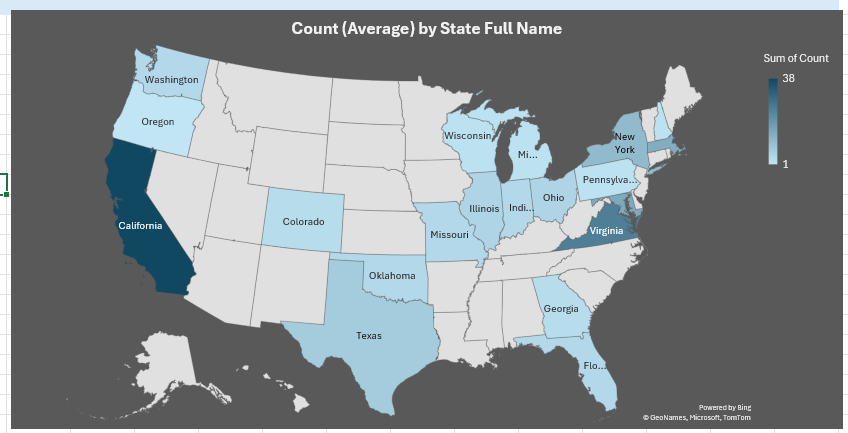 Count (Average) by State Full Name
Sum of Count
38
1
Washington
Oregon
California
Colorado
Wisconsin
Mi...
New
York
Pennsylva...
Illinois
Indi...
Ohio
Missouri
Virginia
Oklahoma
Texas
Georgia
Flo...
Powered by Bing
© GeoNames, Microsoft, TomTom